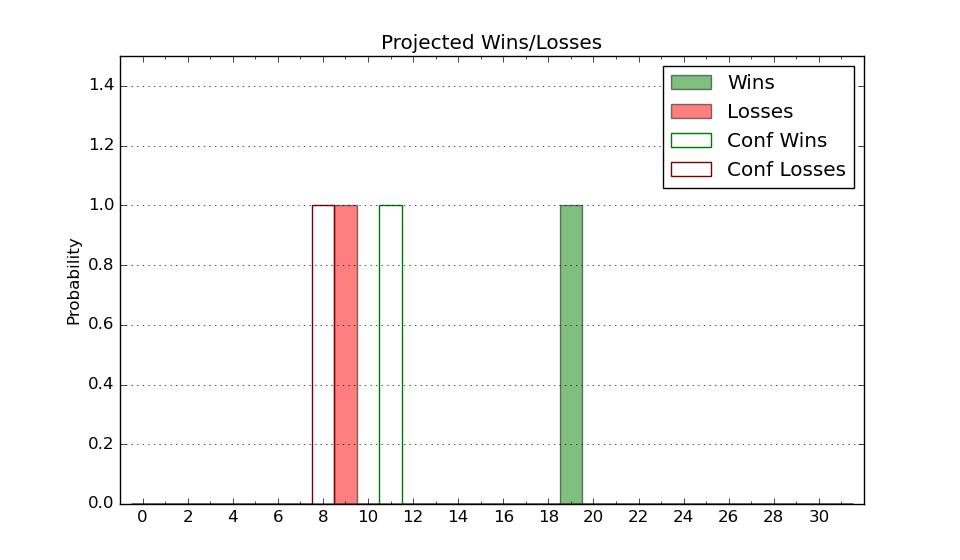 Projected Wins/Losses
Wins
Losses
Conf Wins
Conf Losses
Probability
1.4
1.2
1.0
0.8
0.6
0.4
0.2
0.0
0 2 4 6 8 10 12 14 16 18 20 22 24 26 28 30